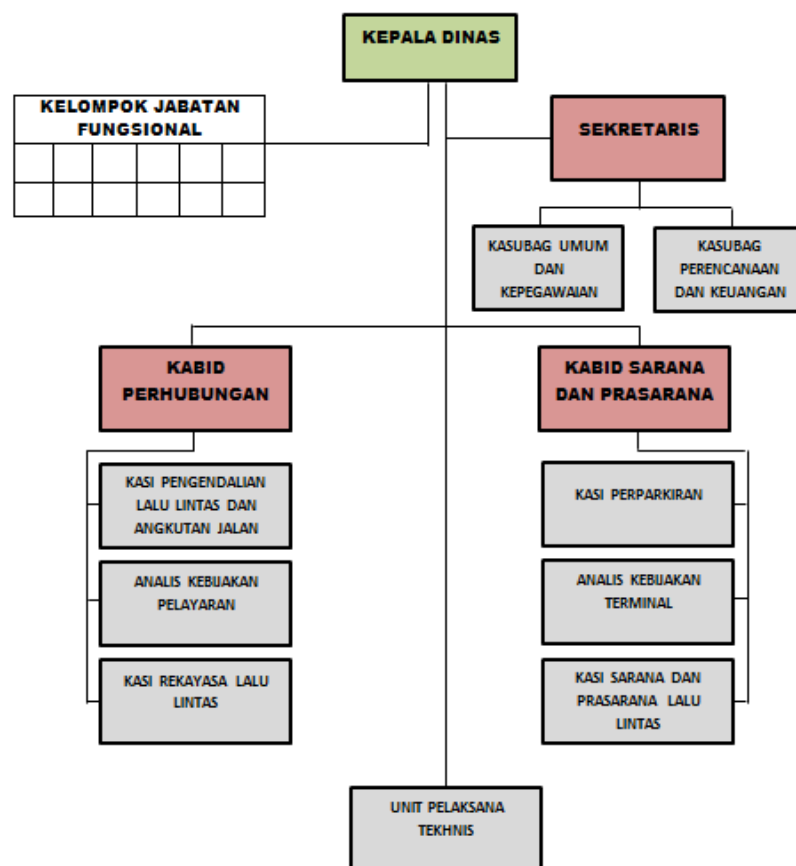 KEPALA DINAS
KELOMPOK JABATAN
FUNGSIONAL
SEKRETARIS
KASUBAG UMUM
DAN
KEPEGAWAIAN
KASUBAG
PERENCANAAN
DAN KEUANGAN
KABID
PERHUBUNGAN
KABID SARANA
DAN PRASARANA
KASI PENGENDALIAN
LALU LINTAS DAN
ANGKUTAN JALAN
ANALIS KEBIJAKAN
PELAYARAN
KASI REKAYASA LALU
LINTAS
KASI PERPARKIRAN
ANALIS KEBIJAKAN
TERMINAL
KASI SARANA DAN
PRASARANA LALU
LINTAS
UNIT PELAKSANA
TEKHNIS